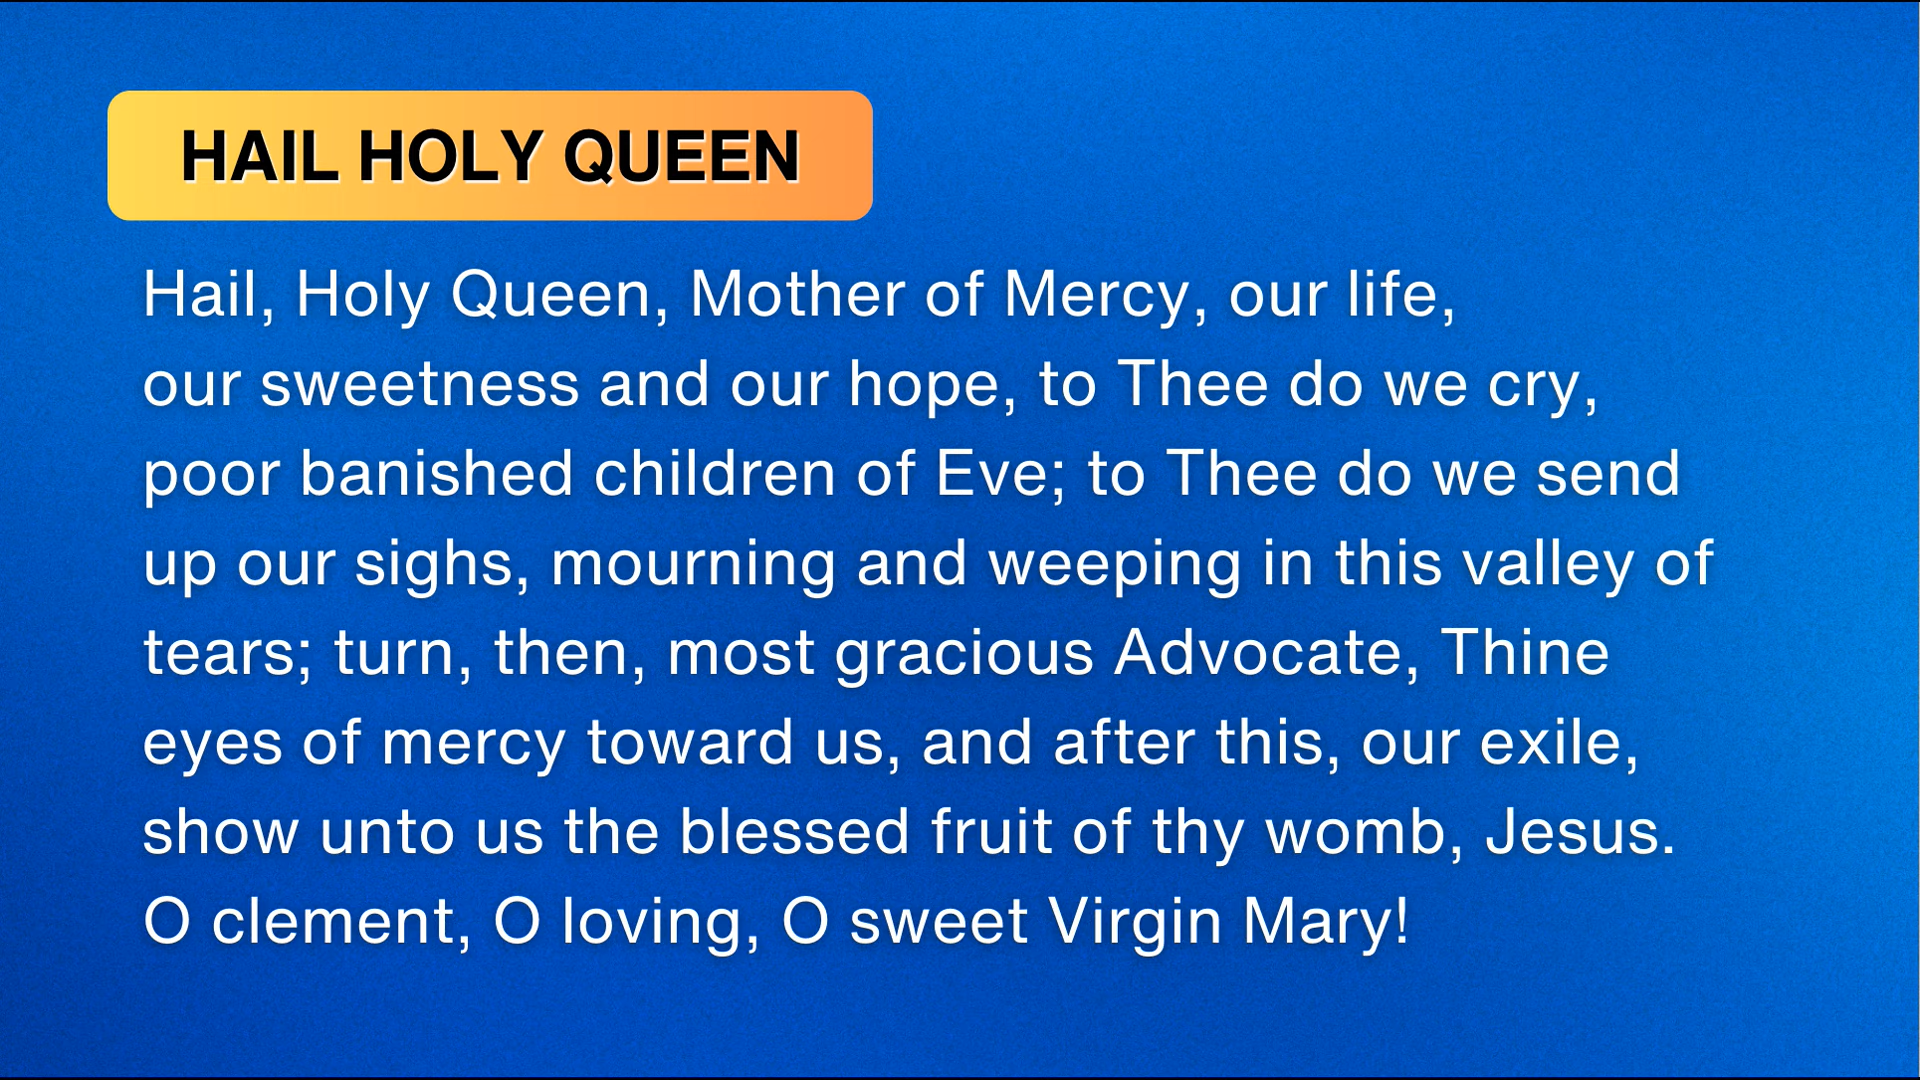 HAIL HOLY QUEEN
Hail, Holy Queen, Mother of Mercy, our life,
our sweetness and our hope, to Thee do we cry,
poor banished children of Eve; to Thee do we send
up our sighs, mourning and weeping in this valley of
tears; turn, then, most gracious Advocate, Thine
eyes of mercy toward us, and after this, our exile,
show unto us the blessed fruit of thy womb, Jesus.
O clement, O loving, O sweet Virgin Mary!